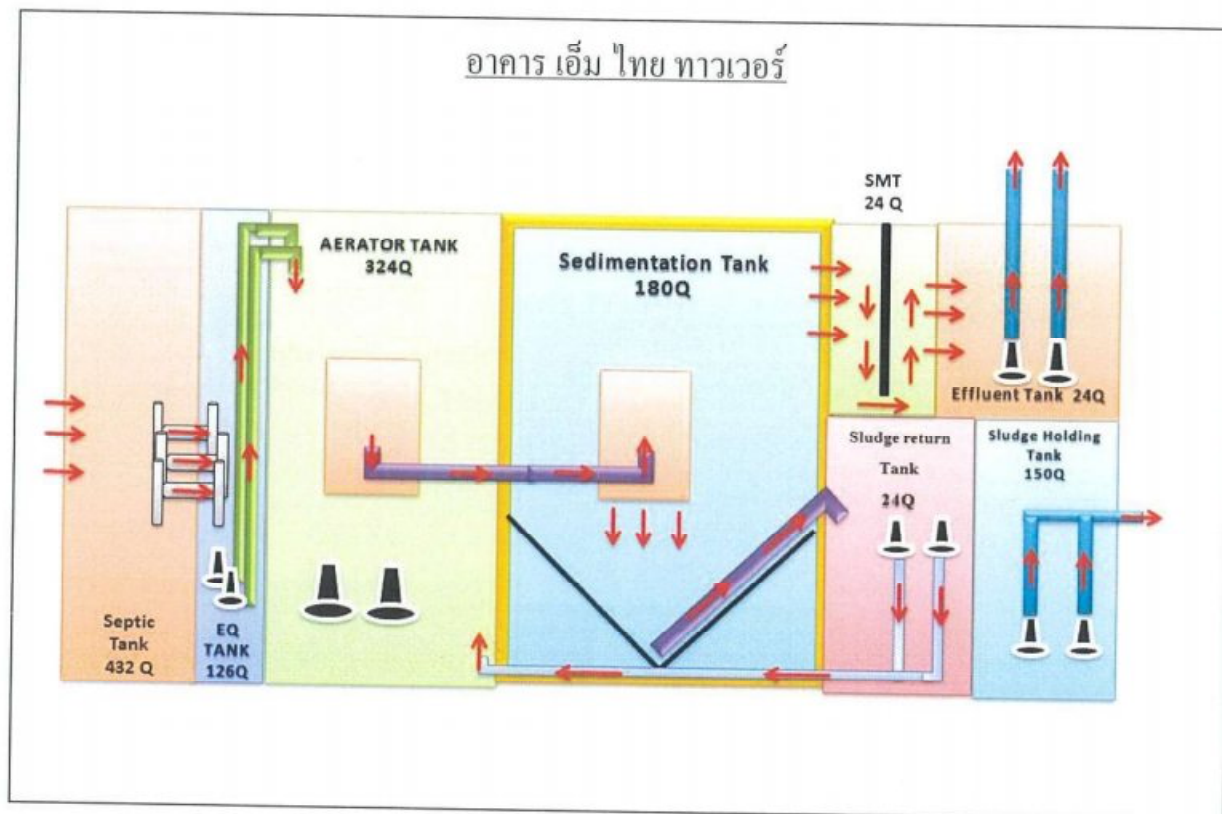 อาคาร เอ็ม ไทย ทาวเวอร์
SMT
24 Q
AERATOR TANK
324Q
Sedimentation Tank
180Q
Effluent Tank 24Q
Sludge return
Tank
24Q
Sludge Holding
Tank
150Q
Septic
Tank
432 Q
EQ
TANK
126Q